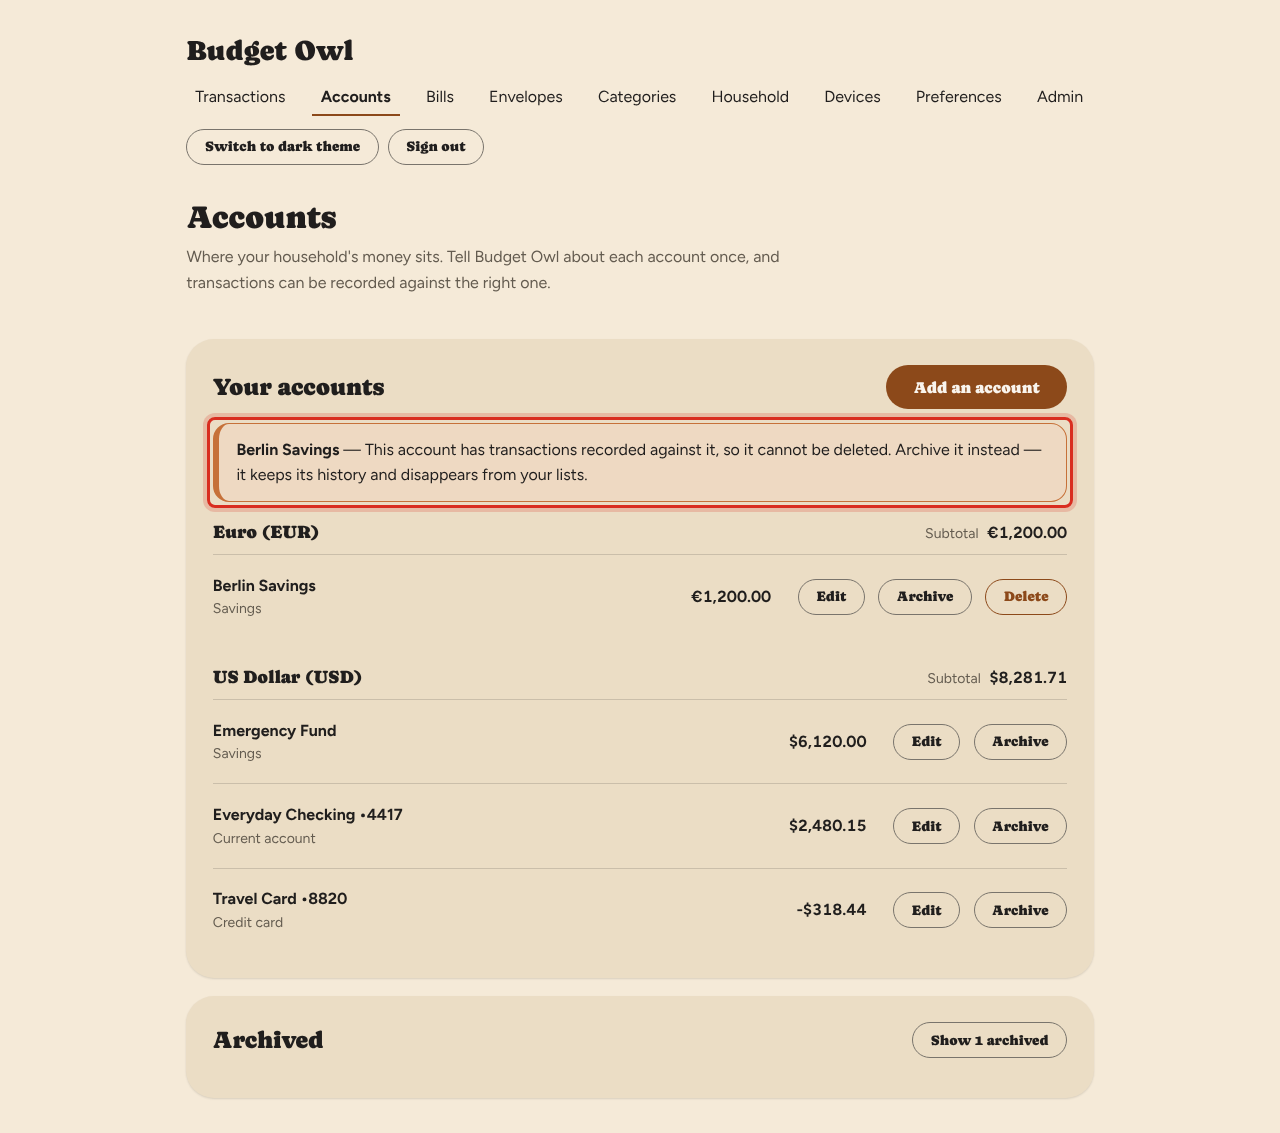 Budget Owl
Transactions Accounts Bills Envelopes Categories Household Devices Preferences Admin
Switch to dark theme Sign out
Accounts
Where your household's money sits. Tell Budget Owl about each account once, and
transactions can be recorded against the right one.
Your accounts Add an account
Berlin Savings — This account has transactions recorded against it, so it cannot be deleted. Archive it instead —
it keeps its history and disappears from your lists.
Euro (EUR) Subtotal €1,200.00
Berlin Savings
Savings
€1,200.00 Edit Archive Delete
US Dollar (USD) Subtotal $8,281.71
Emergency Fund
Savings
$6,120.00 Edit Archive
Everyday Checking •4417
Current account
$2,480.15 Edit Archive
Travel Card •8820
Credit card
-$318.44 Edit Archive
Archived Show 1 archived